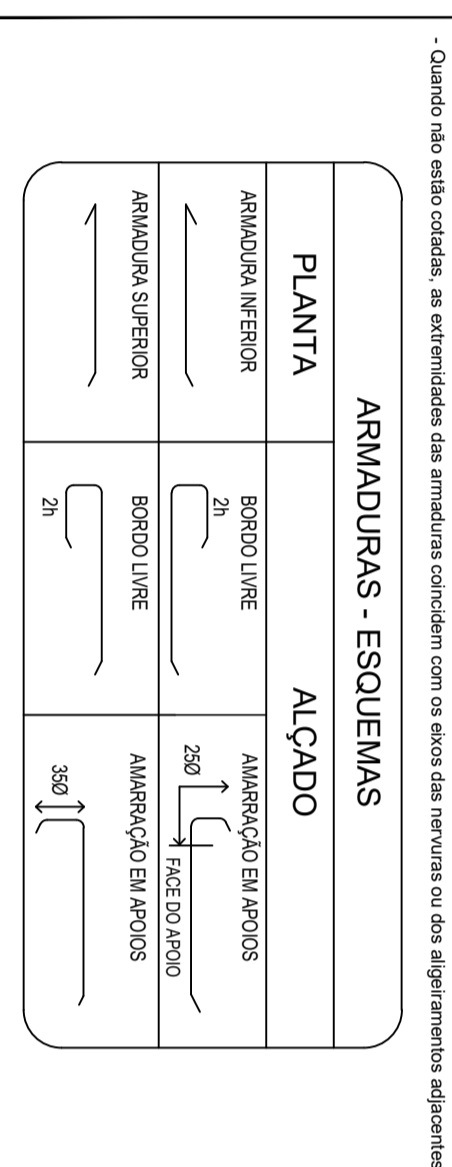 - Quando não estão cotadas, as extremidades das armaduras coincidem com os eixos das nervuras ou dos aligeiramentos adjacentes
ARMADURAS - ESQUEMAS
PLANTA
ALÇADO
ARMADURA INFERIOR
BORDO LIVRE
2h
AMARRAÇÃO EM APOIOS
25Ø
FACE DO APOIO
ARMADURA SUPERIOR
BORDO LIVRE
2h
AMARRAÇÃO EM APOIOS
35Ø